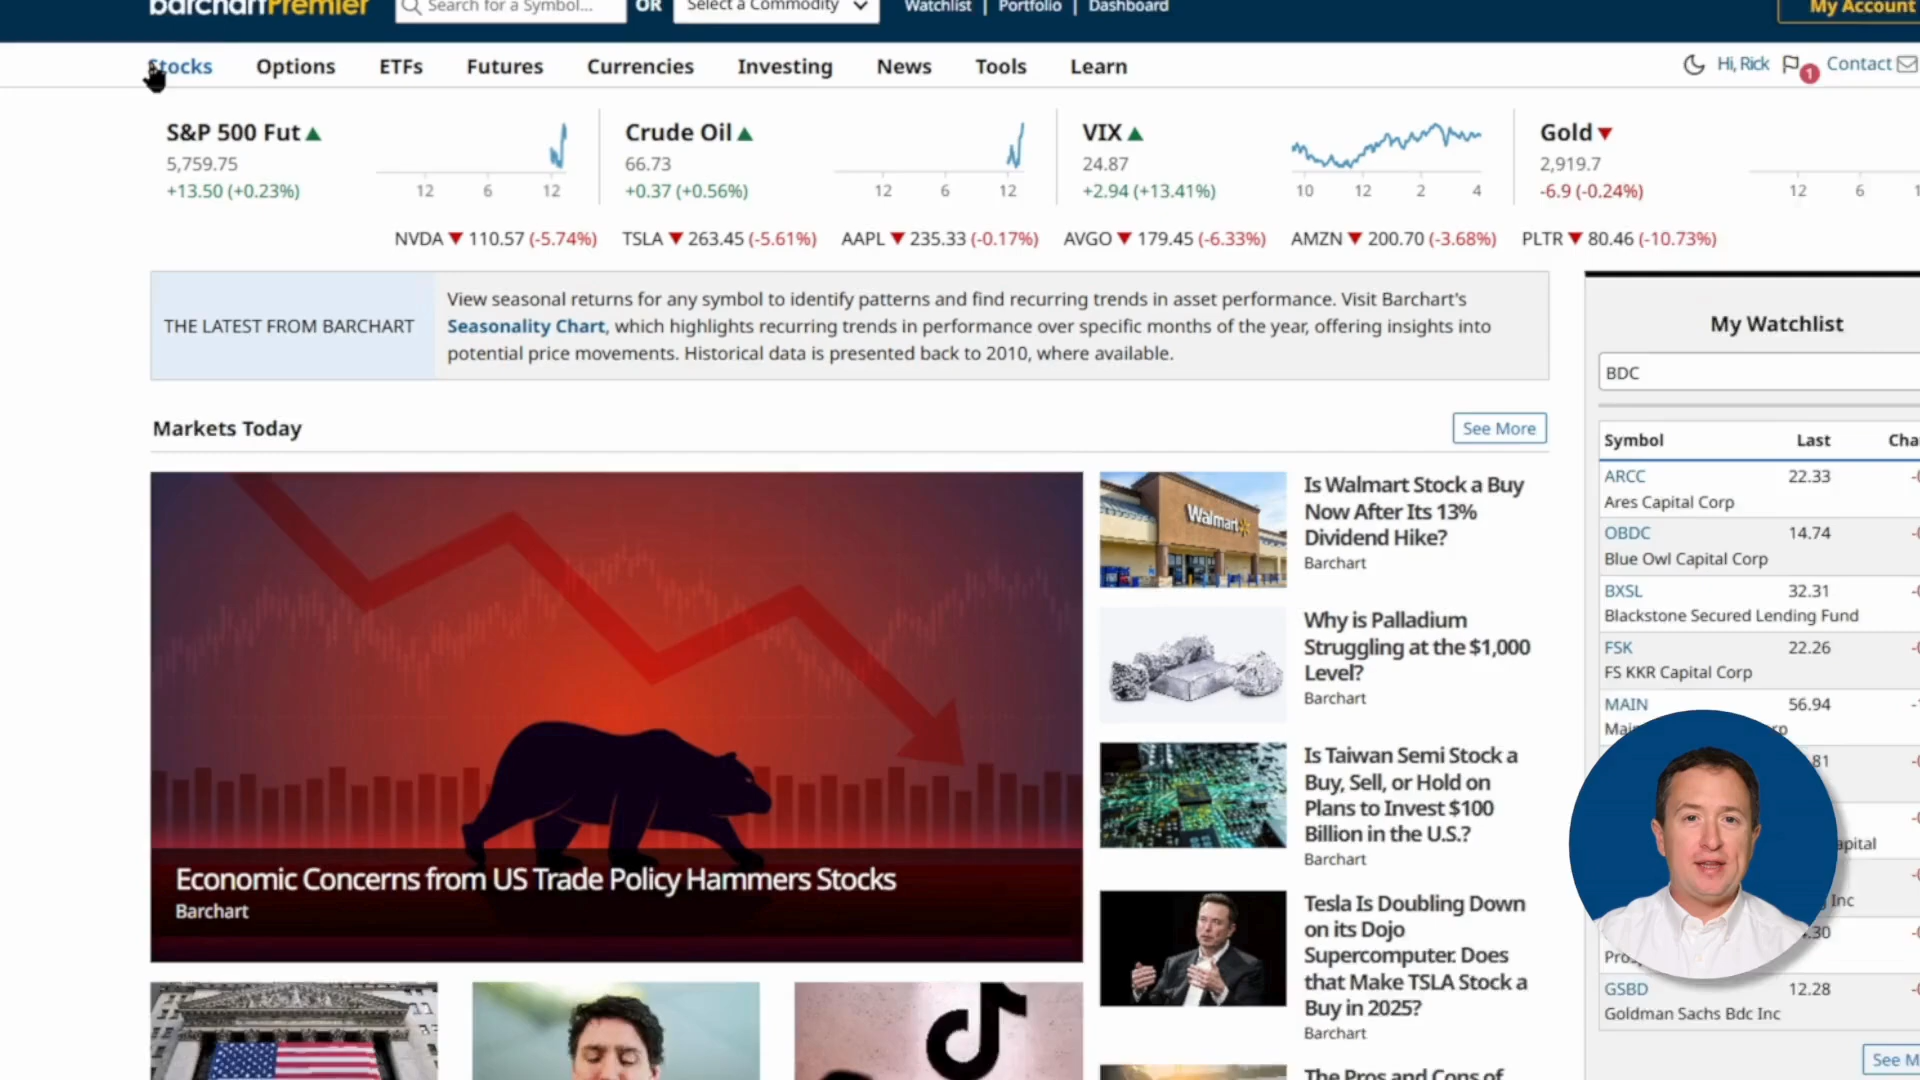 barchartPremier
Search for a Symbol...
OR
Select a Commodity
Watchlist | Portfolio | Dashboard
My Account
Stocks Options ETFs Futures Currencies Investing News Tools Learn
Hi, Rick
1
Contact
S&P 500 Fut
5,759.75
+13.50 (+0.23%)
12 6 12
Crude Oil
66.73
+0.37 (+0.56%)
12 6 12
VIX
24.87
+2.94 (+13.41%)
10 12 2 4
Gold
2,919.7
-6.9 (-0.24%)
12 6
NVDA 110.57 (-5.74%) TSLA 263.45 (-5.61%) AAPL 235.33 (-0.17%) AVGO 179.45 (-6.33%) AMZN 200.70 (-3.68%) PLTR 80.46 (-10.73%)
THE LATEST FROM BARCHART
View seasonal returns for any symbol to identify patterns and find recurring trends in asset performance. Visit Barchart's
Seasonality Chart, which highlights recurring trends in performance over specific months of the year, offering insights into
potential price movements. Historical data is presented back to 2010, where available.
Markets Today
See More
Economic Concerns from US Trade Policy Hammers Stocks
Barchart
Walmart
Is Walmart Stock a Buy
Now After Its 13%
Dividend Hike?
Barchart
Why is Palladium
Struggling at the $1,000
Level?
Barchart
Is Taiwan Semi Stock a
Buy, Sell, or Hold on
Plans to Invest $100
Billion in the U.S.?
Barchart
Tesla Is Doubling Down
on its Dojo
Supercomputer. Does
that Make TSLA Stock a
Buy in 2025?
Barchart
The Pros and Cons of
My Watchlist
BDC
Symbol Last
ARCC 22.33
Ares Capital Corp
OBDC 14.74
Blue Owl Capital Corp
BXSL 32.31
Blackstone Secured Lending Fund
FSK 22.26
FS KKR Capital Corp
MAIN 56.94
.81
apital
Inc
.30
GSBD 12.28
Goldman Sachs Bdc Inc
See